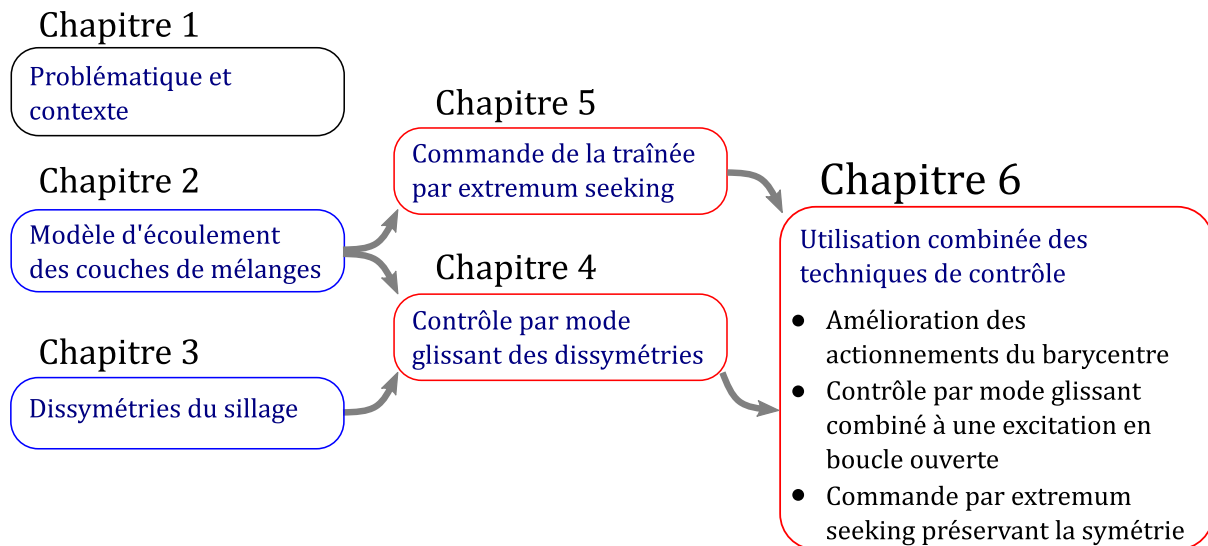 Chapitre 1
Problématique et
contexte
Chapitre 2
Modèle d'écoulement
des couches de mélanges
Chapitre 3
Dissymétries du sillage
Chapitre 5
Commande de la traînée
par extremum seeking
Chapitre 4
Contrôle par mode
glissant des dissymétries
Chapitre 6
Utilisation combinée des
techniques de contrôle
● Amélioration des
actionnements du barycentre
● Contrôle par mode glissant
combiné à une excitation en
boucle ouverte
● Commande par extremum
seeking préservant la symétrie